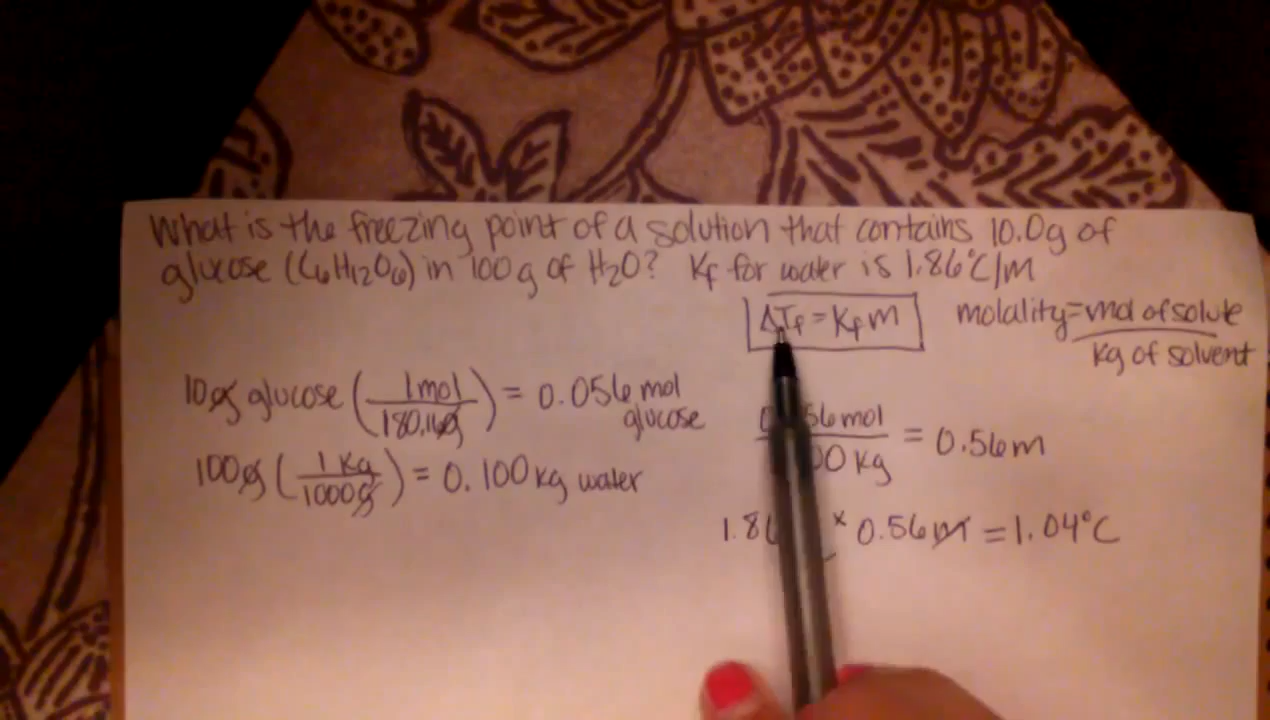 What is the freezing point of a solution that contains 10.0g of
glucose (C6H12O6) in 100g of H2O? Kf for water is 1.86°C/m
ΔTf = Kfm
molality = mol of solute
kg of solvent
10g glucose (1mol / 180.16g) = 0.056 mol
glucose
100g (1 Kg / 1000g) = 0.100 kg water
56 mol
00 kg
= 0.56m
1.8 × 0.56m = 1.04°C